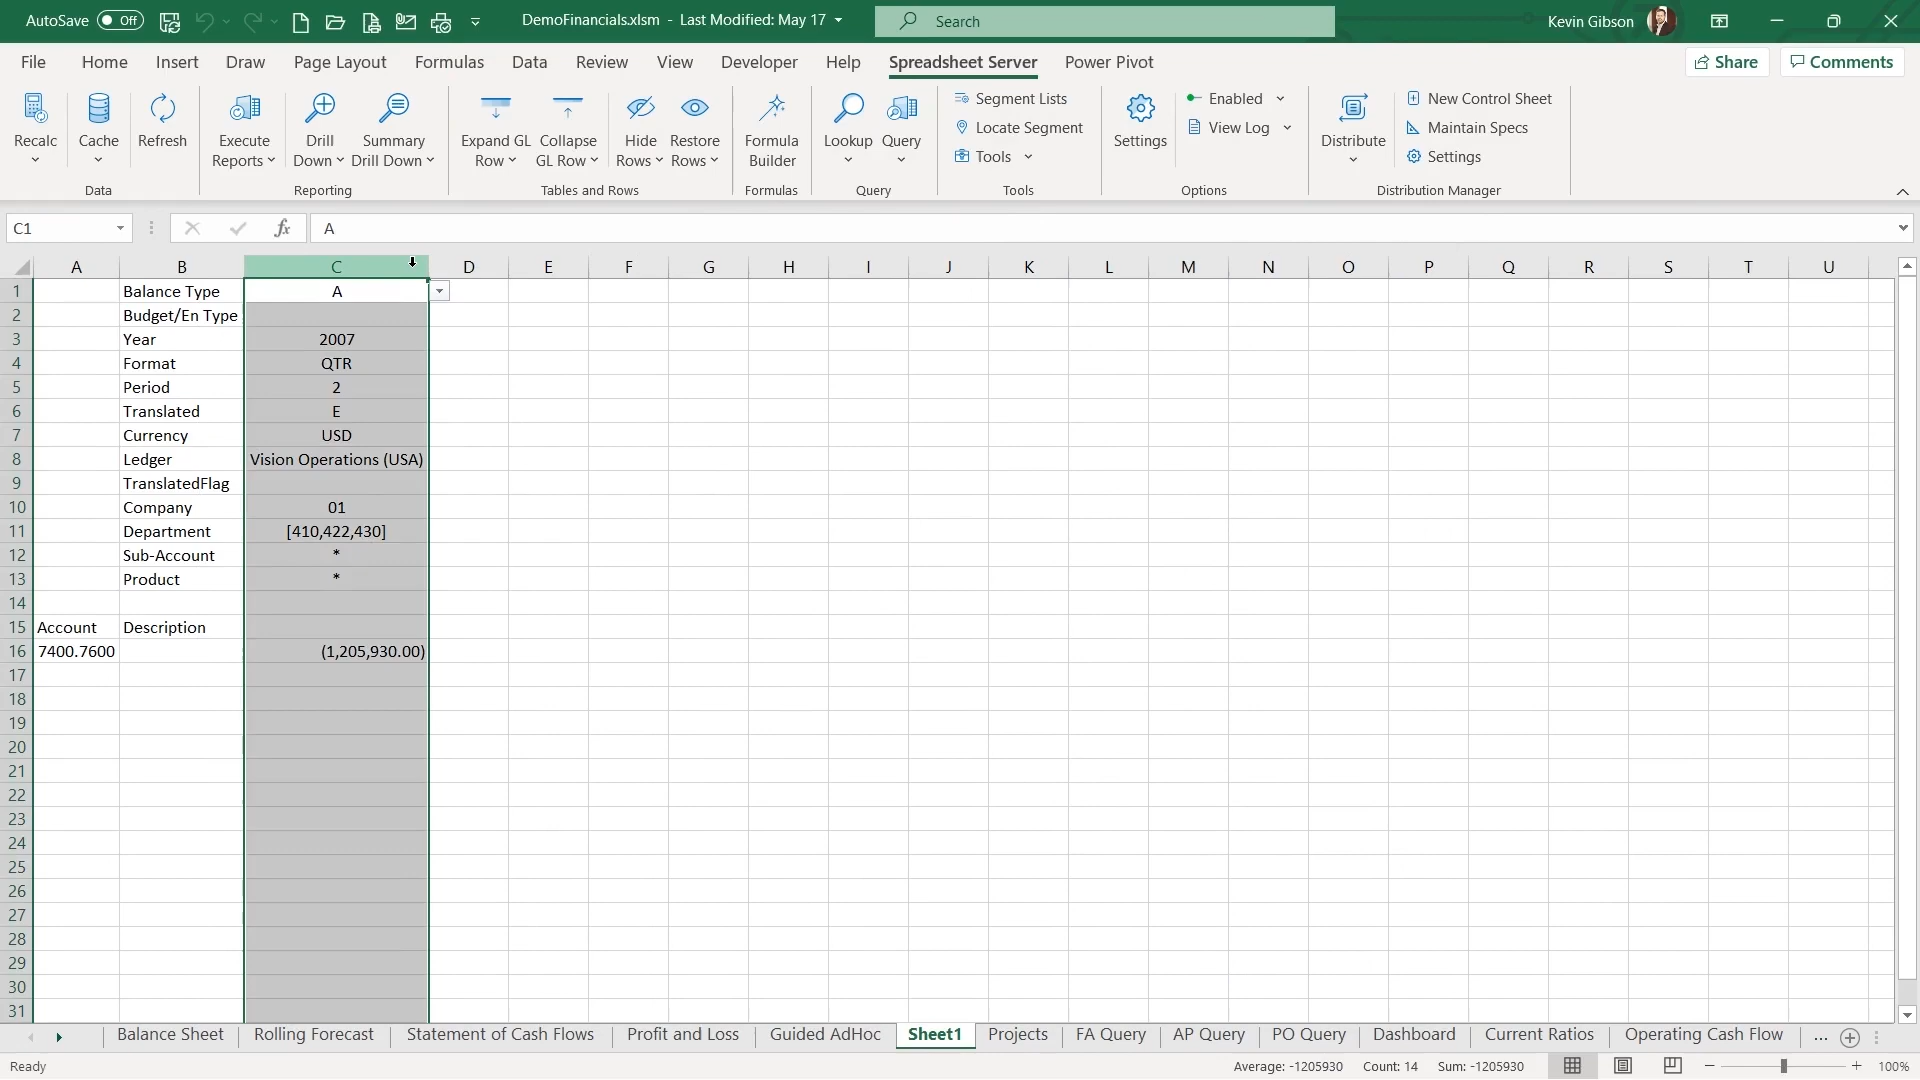 AutoSave Off DemoFinancials.xlsm - Last Modified: May 17 Search Kevin Gibson
File Home Insert Draw Page Layout Formulas Data Review View Developer Help Spreadsheet Server Power Pivot Share Comments
Recalc Cache Refresh
Data
Execute Reports Drill Down Summary Drill Down
Reporting
Expand GL Row Collapse GL Row Hide Rows Restore Rows
Tables and Rows
Formula Builder
Formulas
Lookup Query
Query
Segment Lists
Locate Segment
Tools
Tools
Settings
Enabled
View Log
Options
Distribute
New Control Sheet
Maintain Specs
Settings
Distribution Manager
C1 fx A
A B C D E F G H I J K L M N O P Q R S T U
1 Balance Type A
2 Budget/En Type
3 Year 2007
4 Format QTR
5 Period 2
6 Translated E
7 Currency USD
8 Ledger Vision Operations (USA)
9 TranslatedFlag
10 Company 01
11 Department [410,422,430]
12 Sub-Account *
13 Product *
14
15 Account Description
16 7400.7600 (1,205,930.00)
17
18
19
20
21
22
23
24
25
26
27
28
29
30
31
Balance Sheet Rolling Forecast Statement of Cash Flows Profit and Loss Guided AdHoc Sheet1 Projects FA Query AP Query PO Query Dashboard Current Ratios Operating Cash Flow ...
Ready Average: -1205930 Count: 14 Sum: -1205930 100%